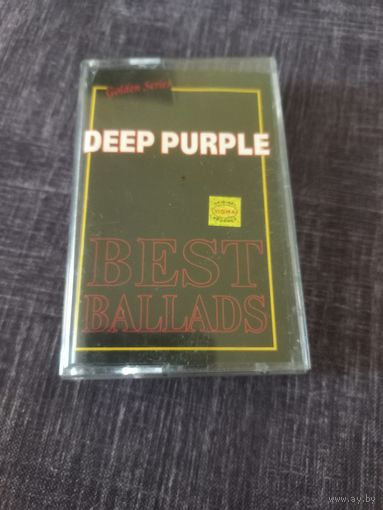 Golden Series
DEEP PURPLE
BEST
BALLADS
www.ay.by